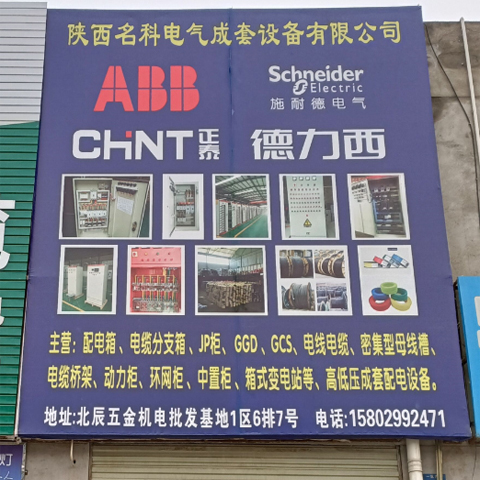 陕西名科电气成套设备有限公司
ABB
Schneider
Electric
施耐德电气
CHNT 正泰
德力西
主营：配电箱、电缆分支箱、JP柜、GGD、GCS、电线电缆、密集型母线槽、
电缆桥架、动力柜、环网柜、中置柜、箱式变电站等、高低压成套配电设备。
地址:北辰五金机电批发基地1区6排7号 电话:15802992471